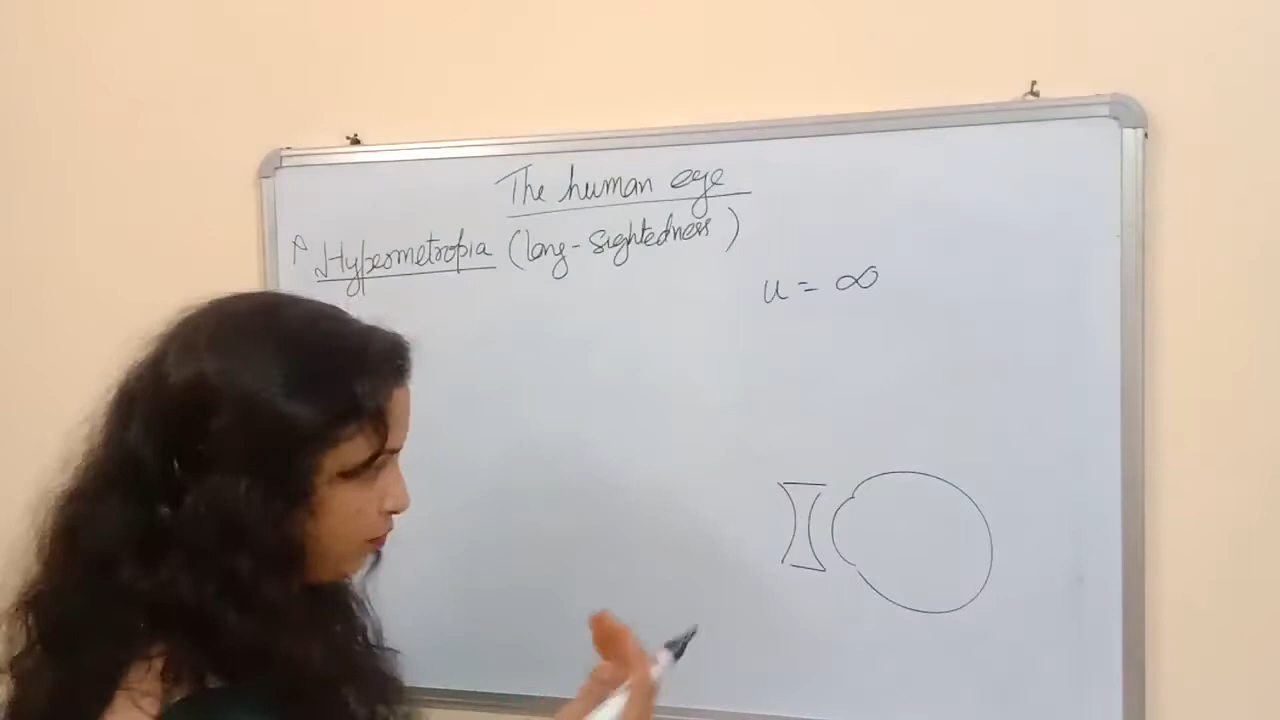 The human eye
Hypermetropia (long-sightedness)
u = ∞